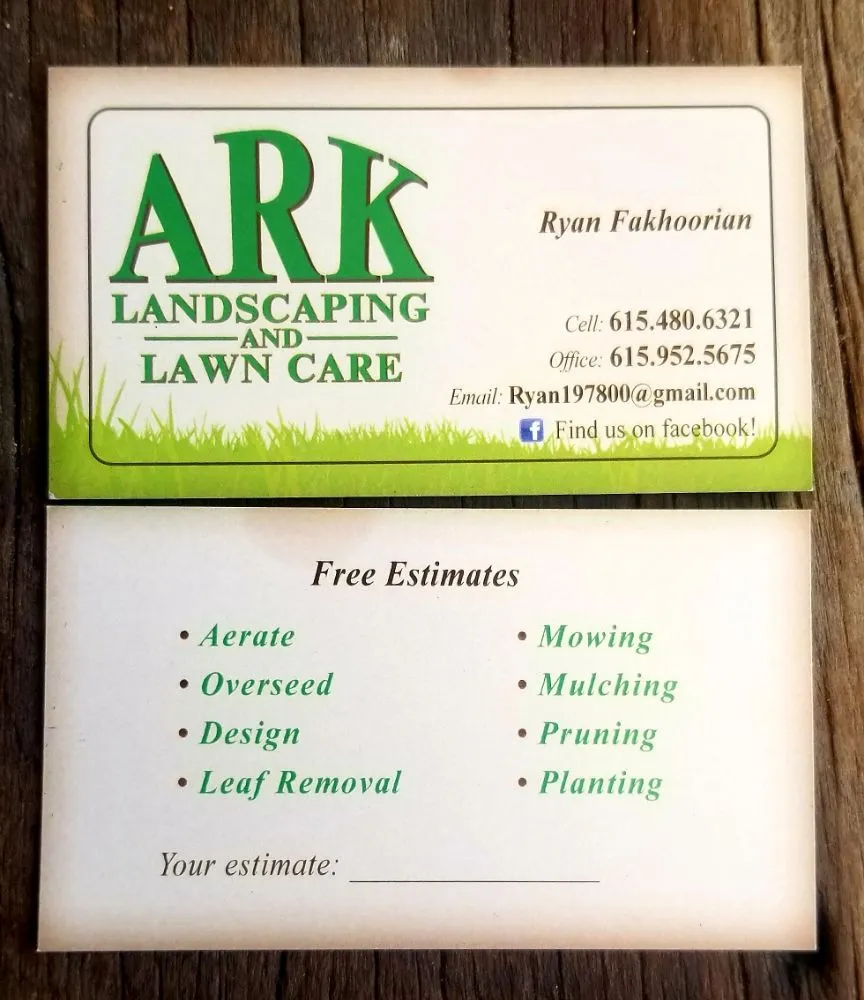 ARK
LANDSCAPING
AND
LAWN CARE
Ryan Fakhoorian
Cell: 615.480.6321
Office: 615.952.5675
Email: Ryan197800@gmail.com
f Find us on facebook!
Free Estimates
• Aerate
• Overseed
• Design
• Leaf Removal
• Mowing
• Mulching
• Pruning
• Planting
Your estimate: ____________________